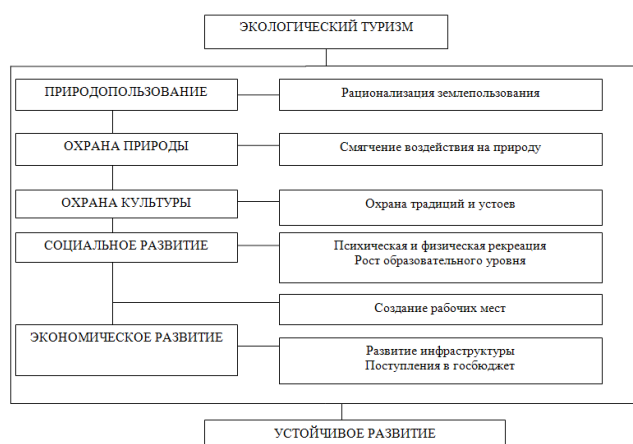 ЭКОЛОГИЧЕСКИЙ ТУРИЗМ
ПРИРОДОПОЛЬЗОВАНИЕ
Рационализация землепользования
ОХРАНА ПРИРОДЫ
Смягчение воздействия на природу
ОХРАНА КУЛЬТУРЫ
Охрана традиций и устоев
СОЦИАЛЬНОЕ РАЗВИТИЕ
Психическая и физическая рекреация
Рост образовательного уровня
Создание рабочих мест
ЭКОНОМИЧЕСКОЕ РАЗВИТИЕ
Развитие инфраструктуры
Поступления в госбюджет
УСТОЙЧИВОЕ РАЗВИТИЕ